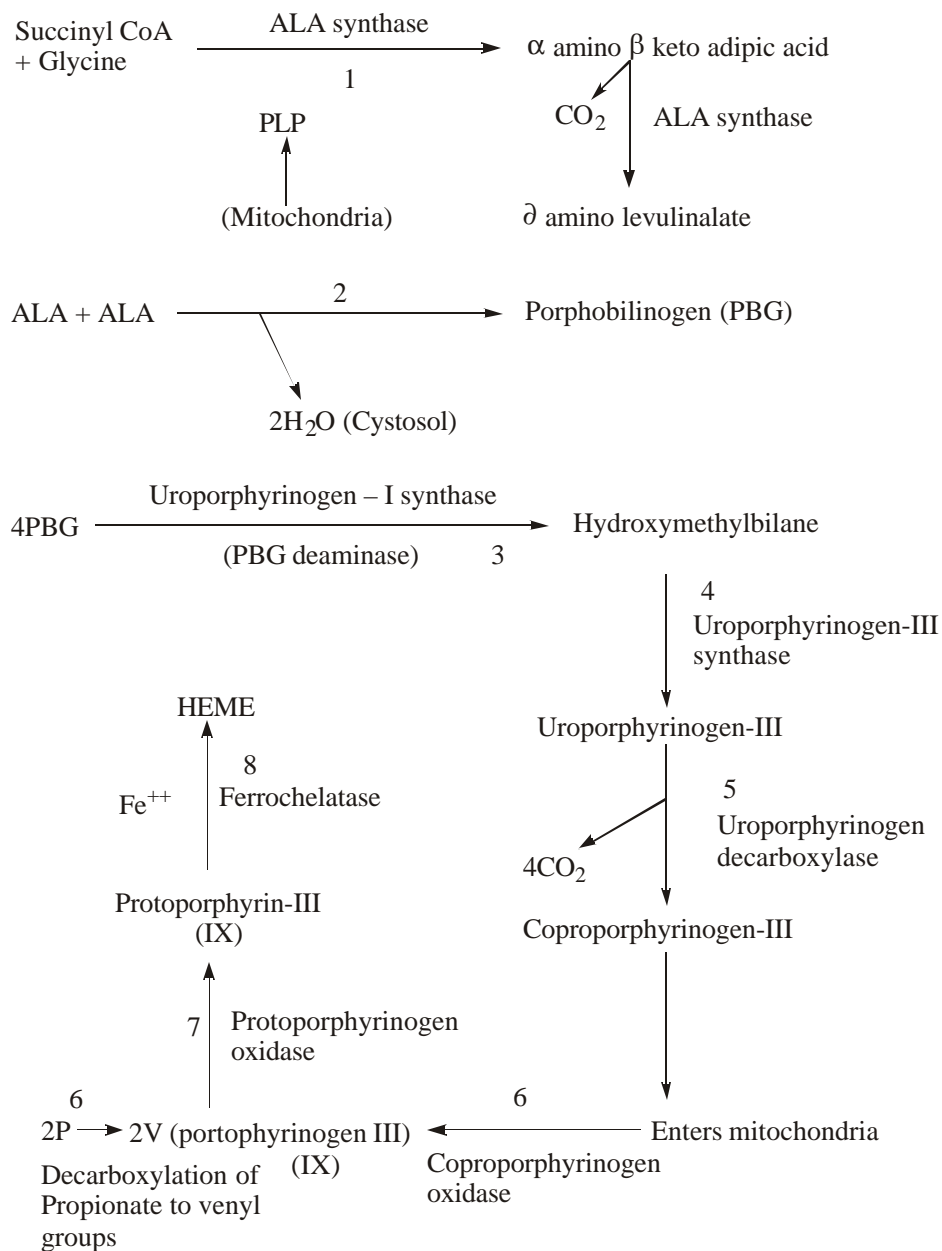 Succinyl CoA
+ Glycine
ALA synthase
1
α amino β keto adipic acid
CO2
ALA synthase
PLP
(Mitochondria)
∂ amino levulinalate
ALA + ALA
2
Porphobilinogen (PBG)
2H2O (Cystosol)
Uroporphyrinogen – I synthase
4PBG
(PBG deaminase)
3
Hydroxymethylbilane
4
Uroporphyrinogen-III
synthase
Uroporphyrinogen-III
5
Uroporphyrinogen
decarboxylase
4CO2
Coproporphyrinogen-III
Enters mitochondria
6
Coproporphyrinogen
oxidase
2V (portophyrinogen III)
(IX)
6
2P
Decarboxylation of
Propionate to venyl
groups
7
Protoporphyrinogen
oxidase
Protoporphyrin-III
(IX)
Fe++
8
Ferrochelatase
HEME